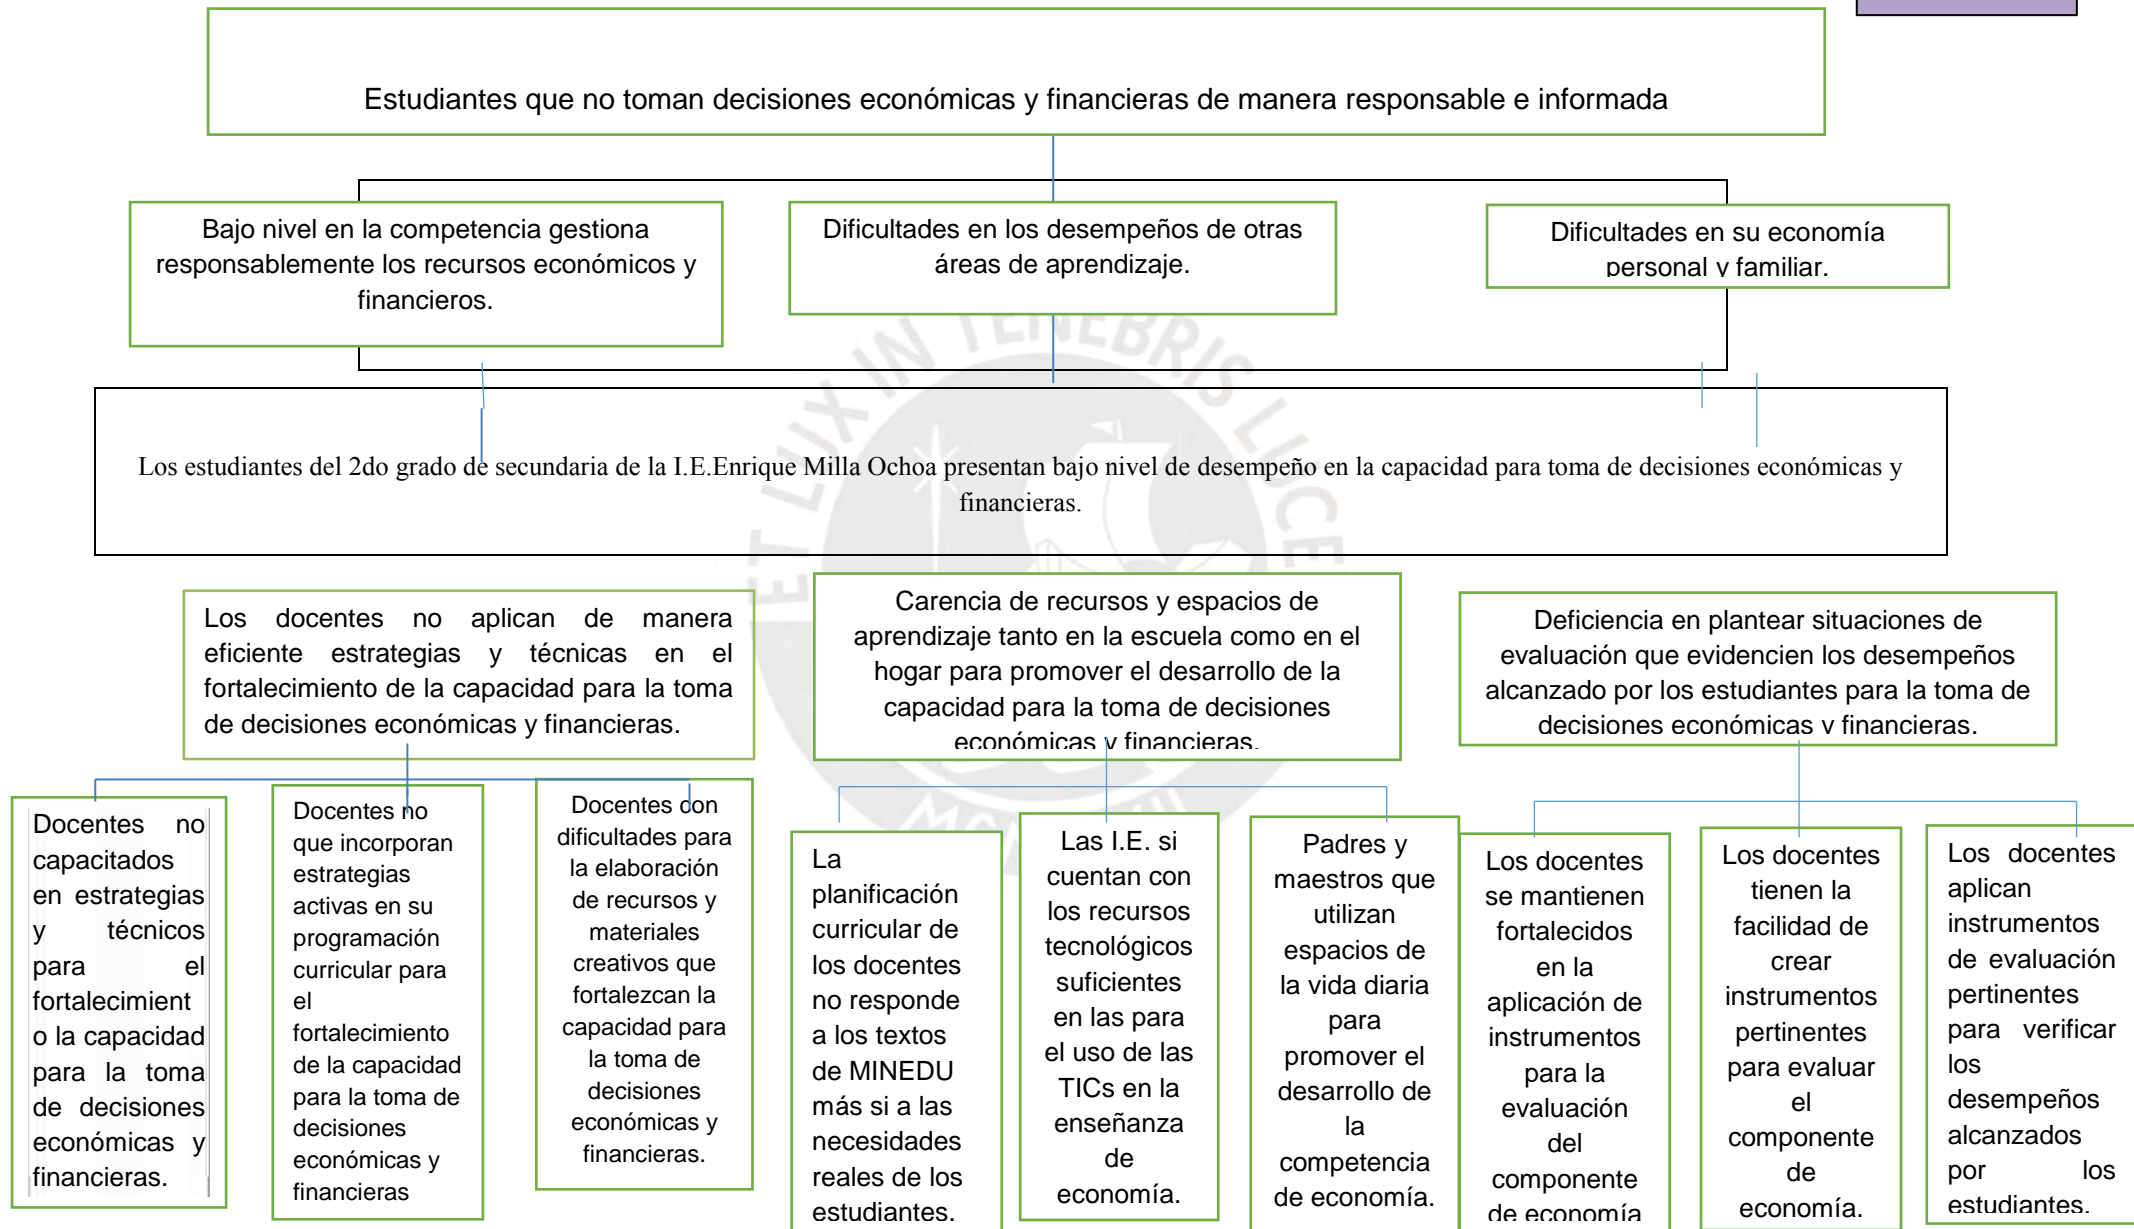 Estudiantes que no toman decisiones económicas y financieras de manera responsable e informada
Bajo nivel en la competencia gestiona
responsablemente los recursos económicos y
financieros.
Dificultades en los desempeños de otras
áreas de aprendizaje.
Dificultades en su economía
personal y familiar.
Los estudiantes del 2do grado de secundaria de la I.E.Enrique Milla Ochoa presentan bajo nivel de desempeño en la capacidad para toma de decisiones económicas y
financieras.
Los docentes no aplican de manera
eficiente estrategias y técnicas en el
fortalecimiento de la capacidad para la toma
de decisiones económicas y financieras.
Carencia de recursos y espacios de
aprendizaje tanto en la escuela como en el
hogar para promover el desarrollo de la
capacidad para la toma de decisiones
económicas y financieras.
Deficiencia en plantear situaciones de
evaluación que evidencien los desempeños
alcanzado por los estudiantes para la toma de
decisiones económicas y financieras.
Docentes no
capacitados
en estrategias
y técnicos
para el
fortalecimient
o la capacidad
para la toma
de decisiones
económicas y
financieras.
Docentes no
que incorporan
estrategias
activas en su
programación
curricular para
el
fortalecimiento
de la capacidad
para la toma de
decisiones
económicas y
financieras
Docentes con
dificultades para
la elaboración
de recursos y
materiales
creativos que
fortalezcan la
capacidad para
la toma de
decisiones
económicas y
financieras.
La
planificación
curricular de
los docentes
no responde
a los textos
de MINEDU
más si a las
necesidades
reales de los
estudiantes.
Las I.E. si
cuentan con
los recursos
tecnológicos
suficientes
en las para
el uso de las
TICs en la
enseñanza
de
economía.
Padres y
maestros que
utilizan
espacios de
la vida diaria
para
promover el
desarrollo de
la
competencia
de economía.
Los docentes
se mantienen
fortalecidos
en la
aplicación de
instrumentos
para la
evaluación
del
componente
de economía
Los docentes
tienen la
facilidad de
crear
instrumentos
pertinentes
para evaluar
el
componente
de
economía.
Los docentes
aplican
instrumentos
de evaluación
pertinentes
para verificar
los
desempeños
alcanzados
por los
estudiantes.
ET LUX IN TENEBRIS LUCET